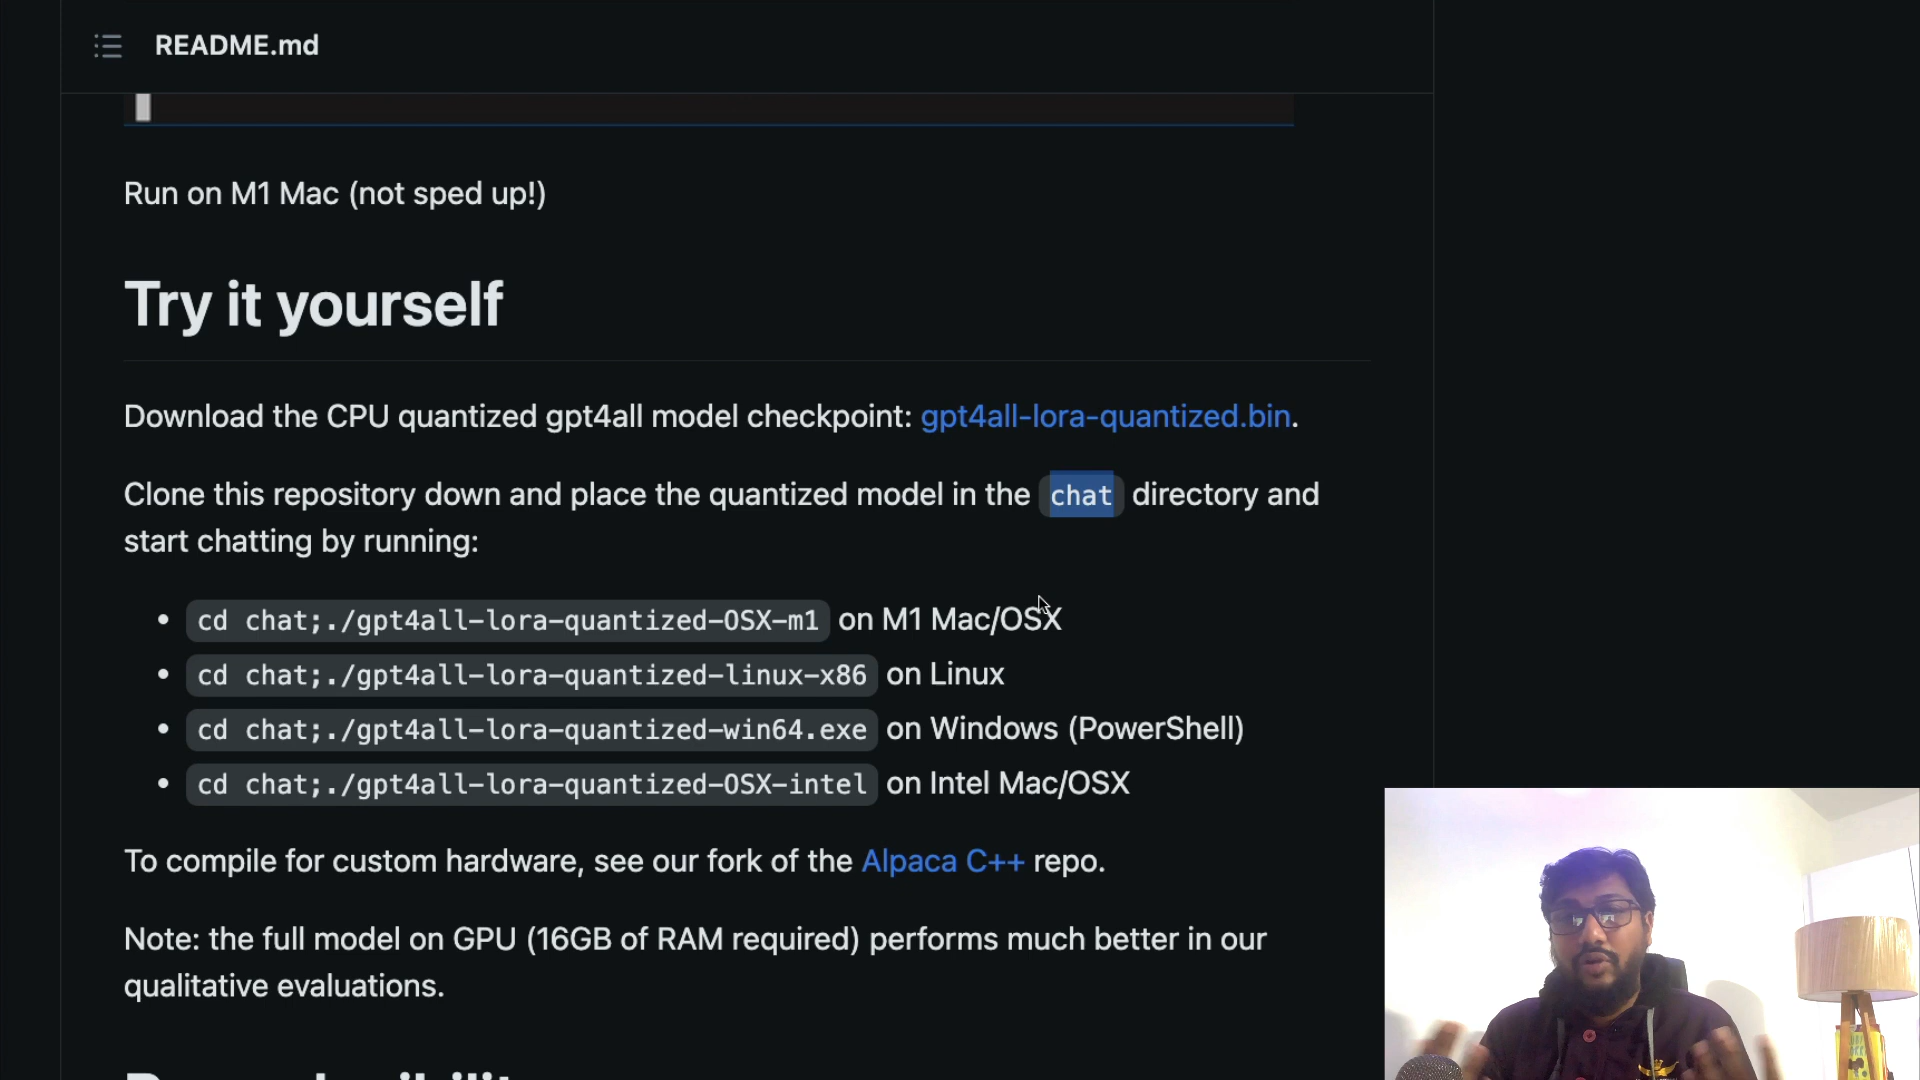 README.md
Run on M1 Mac (not sped up!)
Try it yourself
Download the CPU quantized gpt4all model checkpoint: gpt4all-lora-quantized.bin.
Clone this repository down and place the quantized model in the chat directory and
start chatting by running:
• cd chat;./gpt4all-lora-quantized-OSX-m1 on M1 Mac/OSX
• cd chat;./gpt4all-lora-quantized-linux-x86 on Linux
• cd chat;./gpt4all-lora-quantized-win64.exe on Windows (PowerShell)
• cd chat;./gpt4all-lora-quantized-OSX-intel on Intel Mac/OSX
To compile for custom hardware, see our fork of the Alpaca C++ repo.
Note: the full model on GPU (16GB of RAM required) performs much better in our
qualitative evaluations.